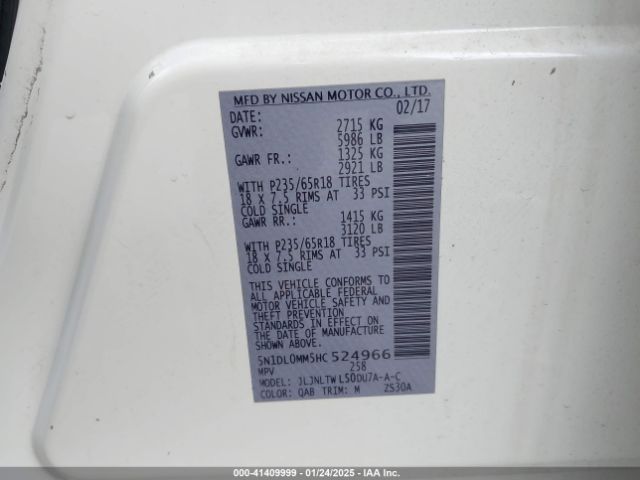 MFD BY NISSAN MOTOR CO., LTD.
DATE: 02/17
GVWR: 2715 KG
5986 LB
GAWR FR.: 1325 KG
2921 LB
WITH P235/65R18 TIRES
18 X 7.5 RIMS AT 33 PSI
COLD SINGLE
GAWR RR.: 1415 KG
3120 LB
WITH P235/65R18 TIRES
18 X 7.5 RIMS AT 33 PSI
COLD SINGLE
THIS VEHICLE CONFORMS TO
ALL APPLICABLE FEDERAL
MOTOR VEHICLE SAFETY AND
THEFT PREVENTION
STANDARDS IN EFFECT ON
THE DATE OF MANUFACTURE
SHOWN ABOVE.
5N1DL0MM5HC524966
MPV 258
MODEL: JLJNLTWL50DU7A-A-C
COLOR: QAB TRIM: M ZS30A
000-41409999 - 01/24/2025 - IAA Inc.